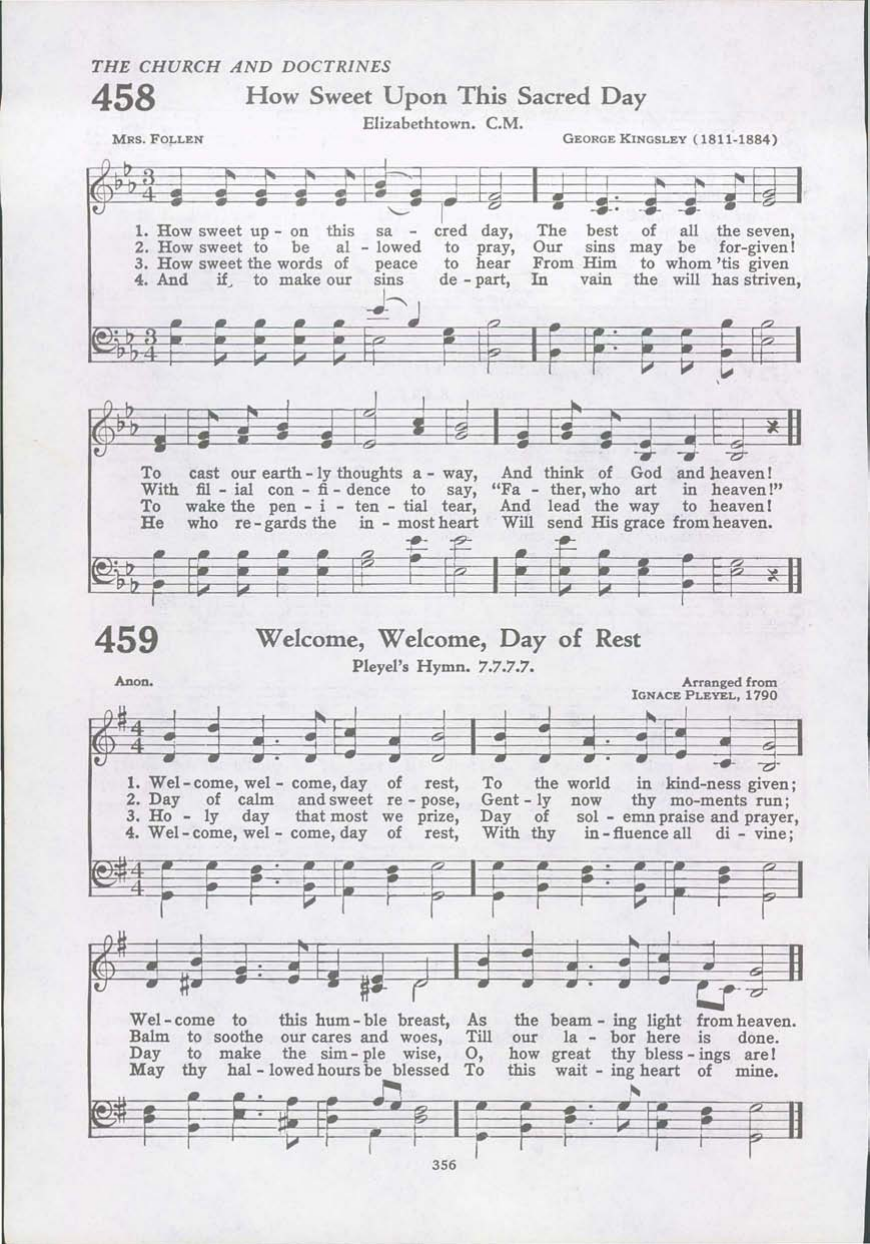 THE CHURCH AND DOCTRINES
458 How Sweet Upon This Sacred Day
Elizabethtown. C.M.
MRS. FOLLEN GEORGE KINGSLEY (1811-1884)
3
4
1. How sweet up - on this sa - cred day, The best of all the seven,
2. How sweet to be al - lowed to pray, Our sins may be for-given!
3. How sweet the words of peace to hear From Him to whom 'tis given
4. And if, to make our sins de - part, In vain the will has striven,
3
4
To cast our earth - ly thoughts a - way, And think of God and heaven!
With fil - ial con - fi - dence to say, "Fa - ther, who art in heaven!"
To wake the pen - i - ten - tial tear, And lead the way to heaven!
He who re - gards the in - most heart Will send His grace from heaven.
459 Welcome, Welcome, Day of Rest
Pleyel's Hymn. 7.7.7.7.
Anon. Arranged from
IGNACE PLEYEL, 1790
4
4
1. Wel - come, wel - come, day of rest, To the world in kind-ness given;
2. Day of calm and sweet re - pose, Gent - ly now thy mo-ments run;
3. Ho - ly day that most we prize, Day of sol - emn praise and prayer,
4. Wel - come, wel - come, day of rest, With thy in - fluence all di - vine;
4
4
Wel - come to this hum - ble breast, As the beam - ing light from heaven.
Balm to soothe our cares and woes, Till our la - bor here is done.
Day to make the sim - ple wise, O, how great thy bless - ings are!
May thy hal - lowed hours be blessed To this wait - ing heart of mine.
356